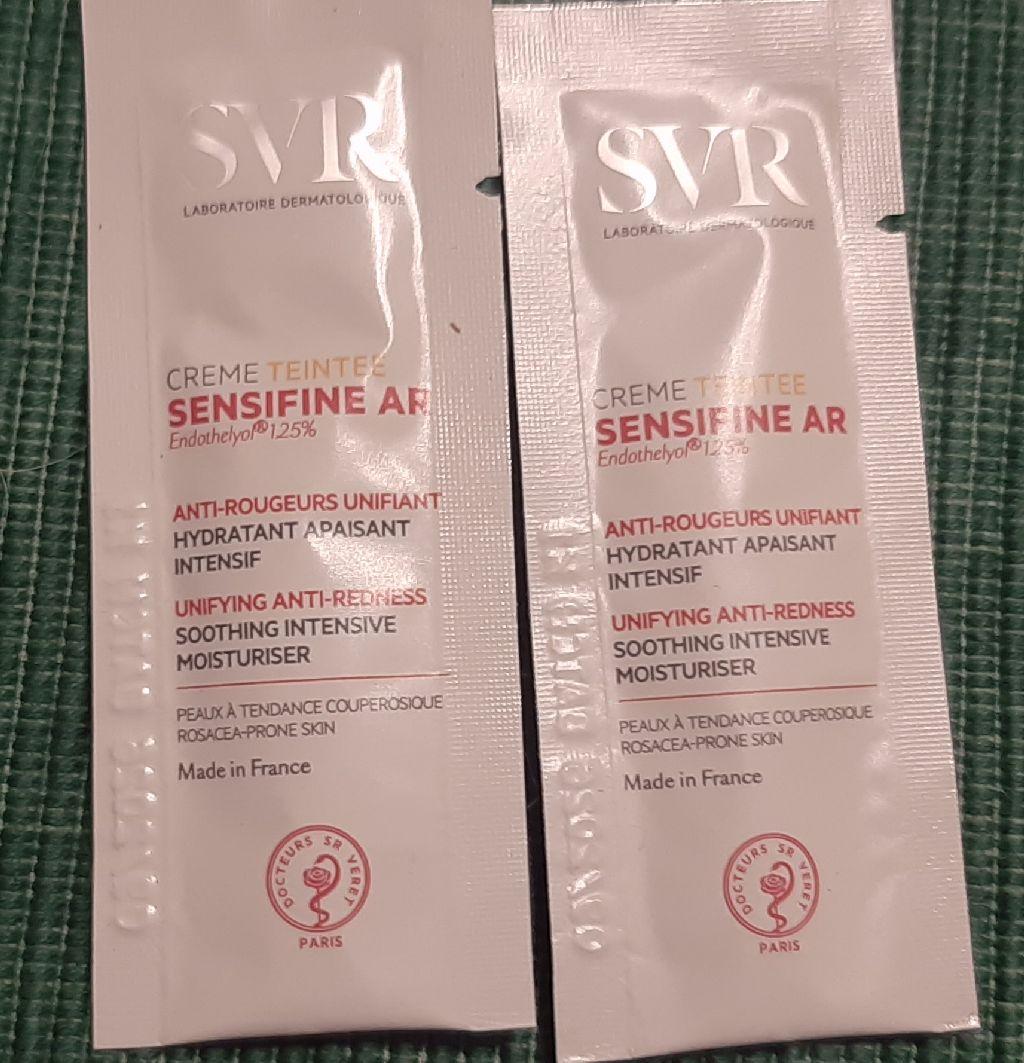 SVR
LABORATOIRE DERMATOLOGIQUE
CREME TEINTEE
SENSIFINE AR
Endothelyol® 1.25%
ANTI-ROUGEURS UNIFIANT
HYDRATANT APAISANT
INTENSIF
UNIFYING ANTI-REDNESS
SOOTHING INTENSIVE
MOISTURISER
PEAUX À TENDANCE COUPEROSIQUE
ROSACEA-PRONE SKIN
Made in France
DOCTEURS SR VERET
PARIS
SVR
LABORATOIRE DERMATOLOGIQUE
CREME TEINTEE
SENSIFINE AR
Endothelyol® 1.25%
ANTI-ROUGEURS UNIFIANT
HYDRATANT APAISANT
INTENSIF
UNIFYING ANTI-REDNESS
SOOTHING INTENSIVE
MOISTURISER
PEAUX À TENDANCE COUPEROSIQUE
ROSACEA-PRONE SKIN
Made in France
DOCTEURS SR VERET
PARIS